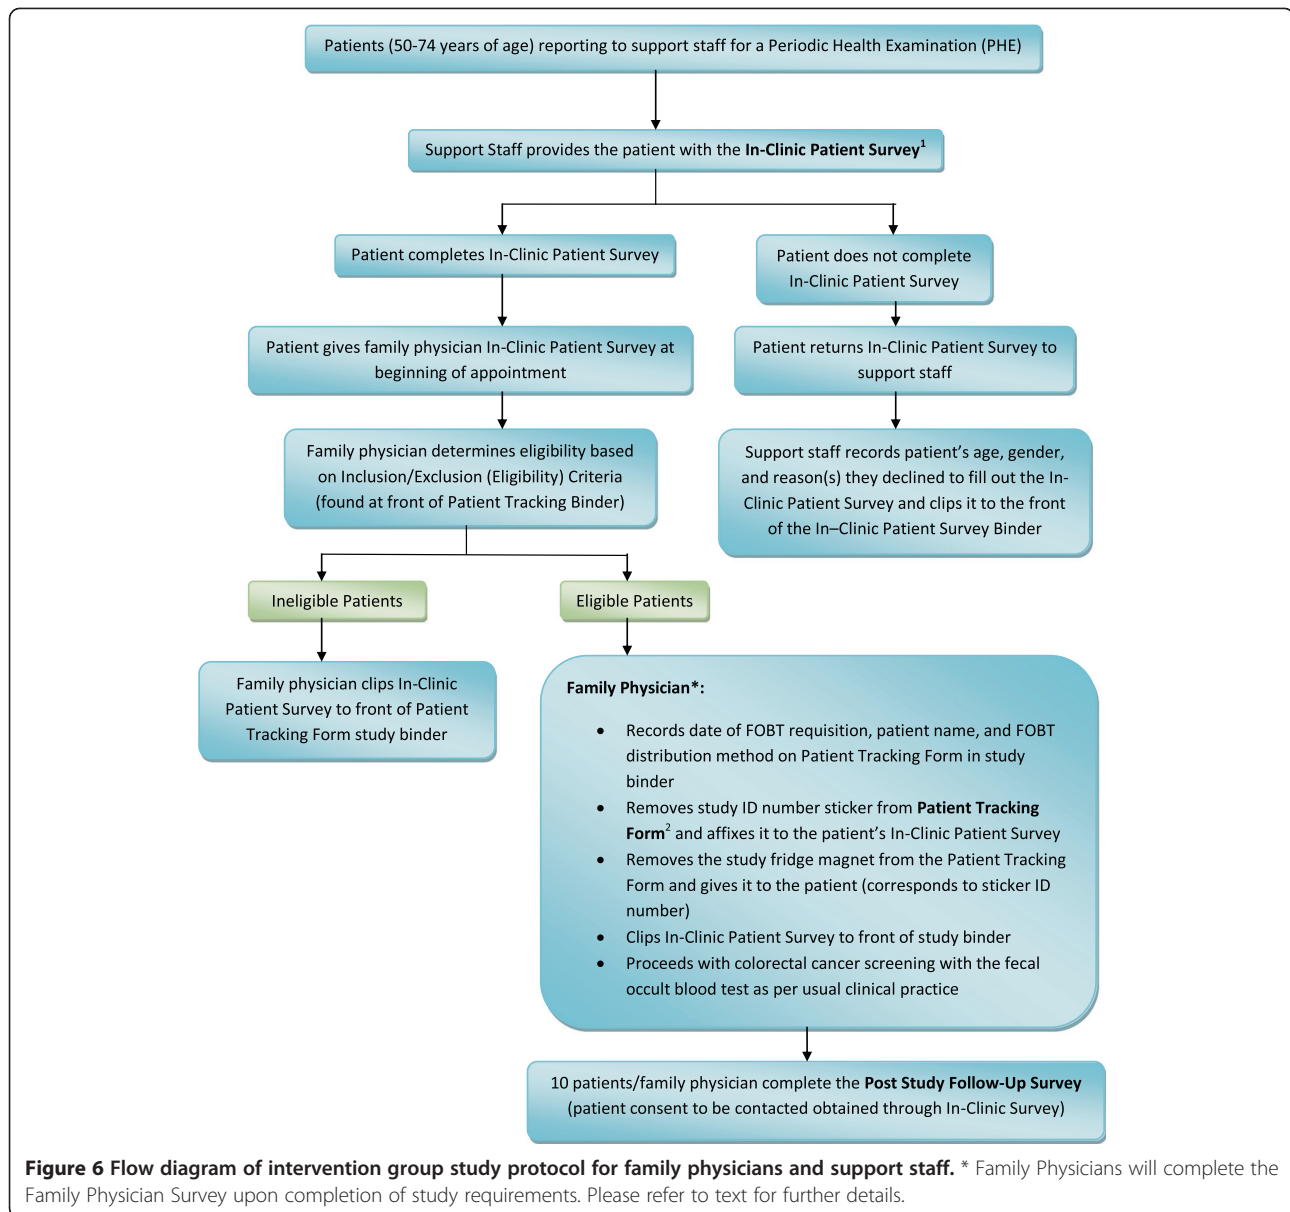 Patients (50-74 years of age) reporting to support staff for a Periodic Health Examination (PHE)
Support Staff provides the patient with the In-Clinic Patient Survey1
Patient completes In-Clinic Patient Survey
Patient does not complete
In-Clinic Patient Survey
Patient gives family physician In-Clinic Patient Survey at
beginning of appointment
Patient returns In-Clinic Patient Survey to
support staff
Family physician determines eligibility based
on Inclusion/Exclusion (Eligibility) Criteria
(found at front of Patient Tracking Binder)
Support staff records patient’s age, gender,
and reason(s) they declined to fill out the In-
Clinic Patient Survey and clips it to the front
of the In–Clinic Patient Survey Binder
Ineligible Patients
Eligible Patients
Family physician clips In-Clinic
Patient Survey to front of Patient
Tracking Form study binder
Family Physician*:
• Records date of FOBT requisition, patient name, and FOBT
distribution method on Patient Tracking Form in study
binder
• Removes study ID number sticker from Patient Tracking
Form2 and affixes it to the patient’s In-Clinic Patient Survey
• Removes the study fridge magnet from the Patient Tracking
Form and gives it to the patient (corresponds to sticker ID
number)
• Clips In-Clinic Patient Survey to front of study binder
• Proceeds with colorectal cancer screening with the fecal
occult blood test as per usual clinical practice
10 patients/family physician complete the Post Study Follow-Up Survey
(patient consent to be contacted obtained through In-Clinic Survey)
Figure 6 Flow diagram of intervention group study protocol for family physicians and support staff. * Family Physicians will complete the
Family Physician Survey upon completion of study requirements. Please refer to text for further details.